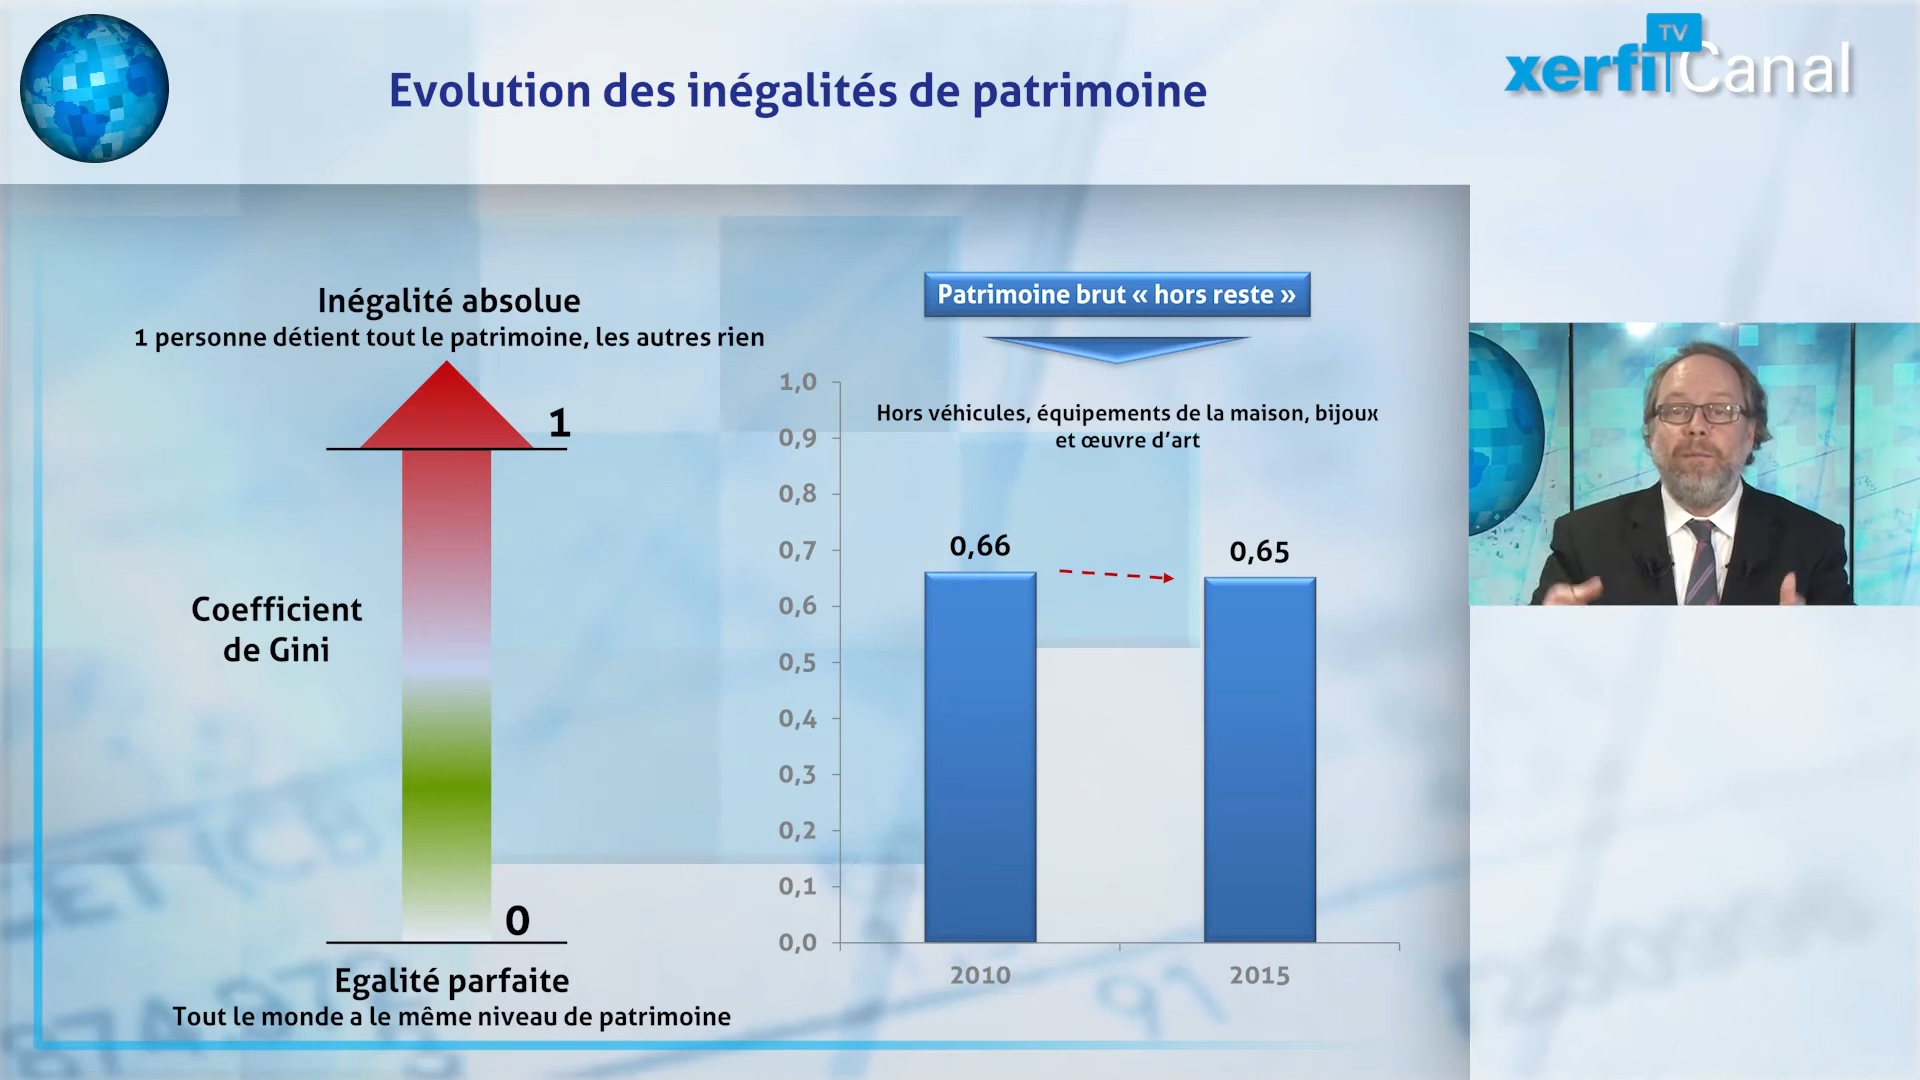 Evolution des inégalités de patrimoine
xerfi TV Canal
Inégalité absolue
1 personne détient tout le patrimoine, les autres rien
1
Coefficient
de Gini
0
Egalité parfaite
Tout le monde a le même niveau de patrimoine
Patrimoine brut « hors reste »
Hors véhicules, équipements de la maison, bijoux
et œuvre d’art
1,0
0,9
0,8
0,7
0,6
0,5
0,4
0,3
0,2
0,1
0,0
0,66
0,65
2010
2015